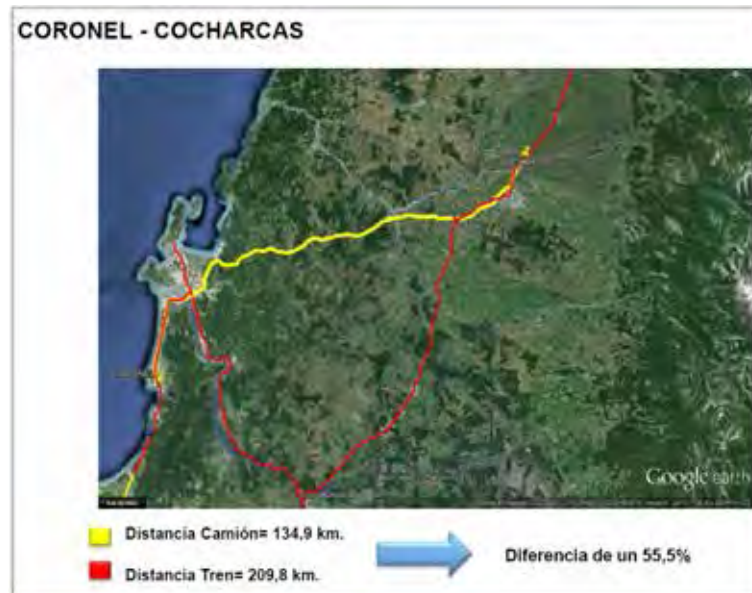 CORONEL - COCHARCAS
Google earth
Distancia Camión= 134,9 km.
Diferencia de un 55,5%
Distancia Tren= 209,8 km.